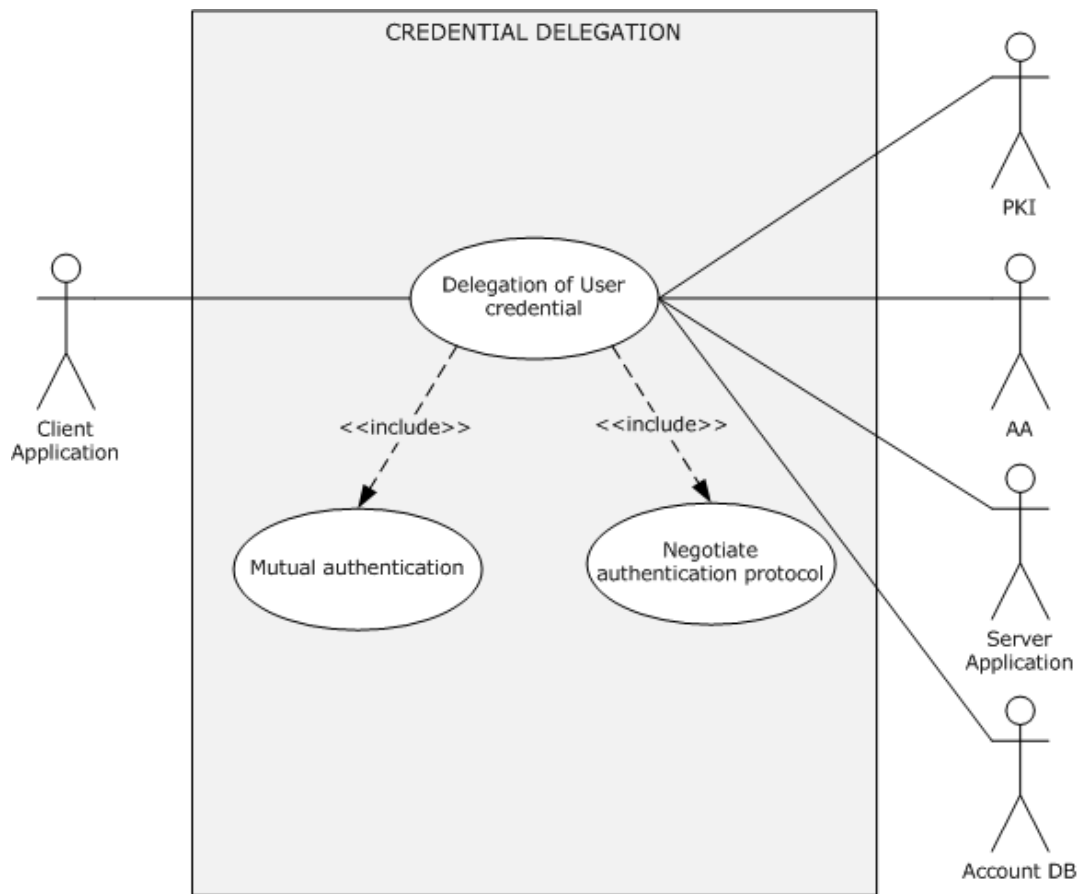 CREDENTIAL DELEGATION
PKI
Delegation of User
credential
Client
Application
AA
<<include>>
<<include>>
Mutual authentication
Negotiate
authentication protocol
Server
Application
Account DB